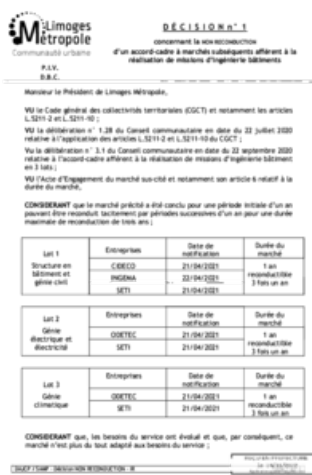 Limoges
Métropole
Communauté urbaine
P.I.V.
D.B.C.
D É C I S I O N n° 1
concernant la NON RECONDUCTION
d'un accord-cadre à marchés subséquents afférent à la
réalisation de missions d'ingénierie bâtiments
Monsieur le Président de Limoges Métropole,
VU le Code général des collectivités territoriales (CGCT) et notamment les articles
L.5211-2 et L.5211-10 ;
VU la délibération n° 1.28 du Conseil communautaire en date du 22 juillet 2020
relative à l'application des articles L.5211-2 et L.5211-10 du CGCT ;
Vu la délibération n° 3.1 du Conseil communautaire en date du 22 septembre 2020
relative à l'accord-cadre afférent à la réalisation de missions d'ingénierie bâtiment
en 3 lots ;
VU l'Acte d'Engagement du marché sus-cité et notamment son article 6 relatif à la
durée du marché,
CONSIDERANT que le marché précité a été conclu pour une période initiale d'un an
pouvant être reconduit tacitement par périodes successives d'un an pour une durée
maximale de reconduction de trois ans ;
Lot 1
Structure en
bâtiment et
génie civil
Entreprises
Date de
notification
Durée du
marché
CIDECO
21/04/2021
INGEMA
22/04/2021
SETI
21/04/2021
1 an
reconductible
3 fois un an
Lot 2
Génie
électrique et
électricité
Entreprises
Date de
notification
Durée du
marché
ODETEC
21/04/2021
SETI
21/04/2021
1 an
reconductible
3 fois un an
Lot 3
Génie
climatique
Entreprises
Date de
notification
Durée du
marché
ODETEC
21/04/2021
SETI
21/04/2021
1 an
reconductible
3 fois un an
CONSIDERANT que, les besoins du service ont évolué et que, par conséquent, ce
marché n'est plus du tout adapté aux besoins du service ;